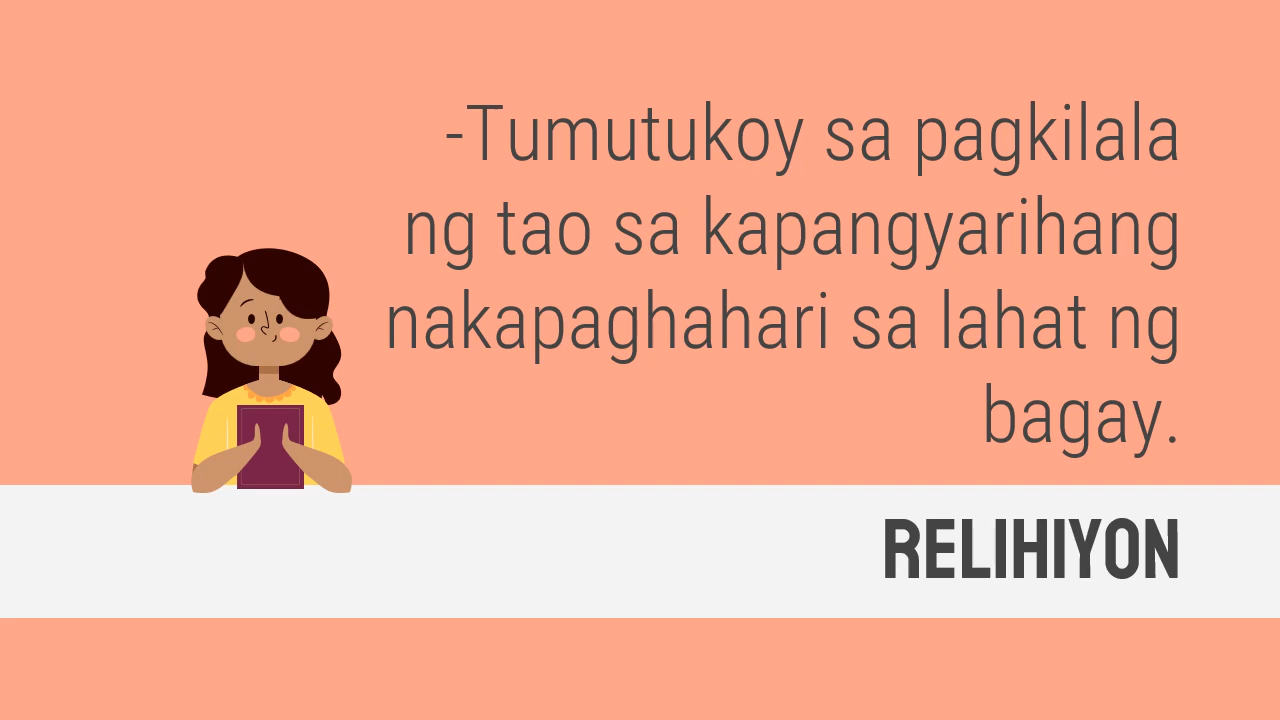 -Tumutukoy sa pagkilala
ng tao sa kapangyarihang
nakapaghahari sa lahat ng
bagay.
RELIHIYON